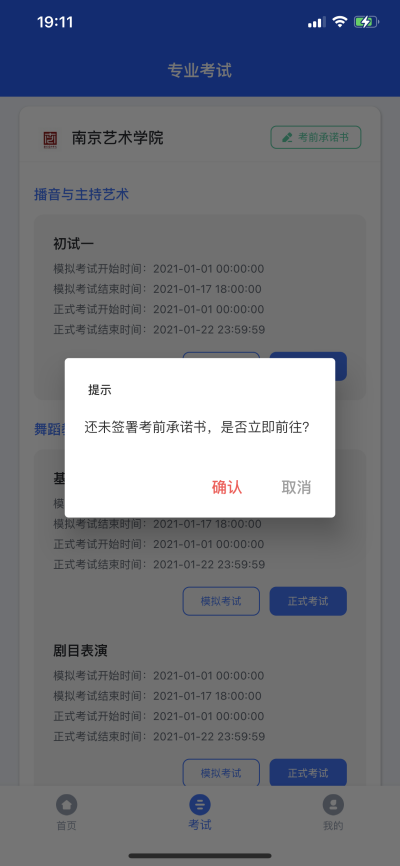 19:11
专业考试
南京艺术学院
考前承诺书
播音与主持艺术
初试一
模拟考试开始时间：2021-01-01 00:00:00
模拟考试结束时间：2021-01-17 18:00:00
正式考试开始时间：2021-01-01 00:00:00
正式考试结束时间：2021-01-22 23:59:59
提示
还未签署考前承诺书，是否立即前往？
确认
取消
舞蹈
基
模
模拟考试结束时间：2021-01-17 18:00:00
正式考试开始时间：2021-01-01 00:00:00
正式考试结束时间：2021-01-22 23:59:59
模拟考试
正式考试
剧目表演
模拟考试开始时间：2021-01-01 00:00:00
模拟考试结束时间：2021-01-17 18:00:00
正式考试开始时间：2021-01-01 00:00:00
正式考试结束时间：2021-01-22 23:59:59
模拟考试
正式考试
首页
考试
我的